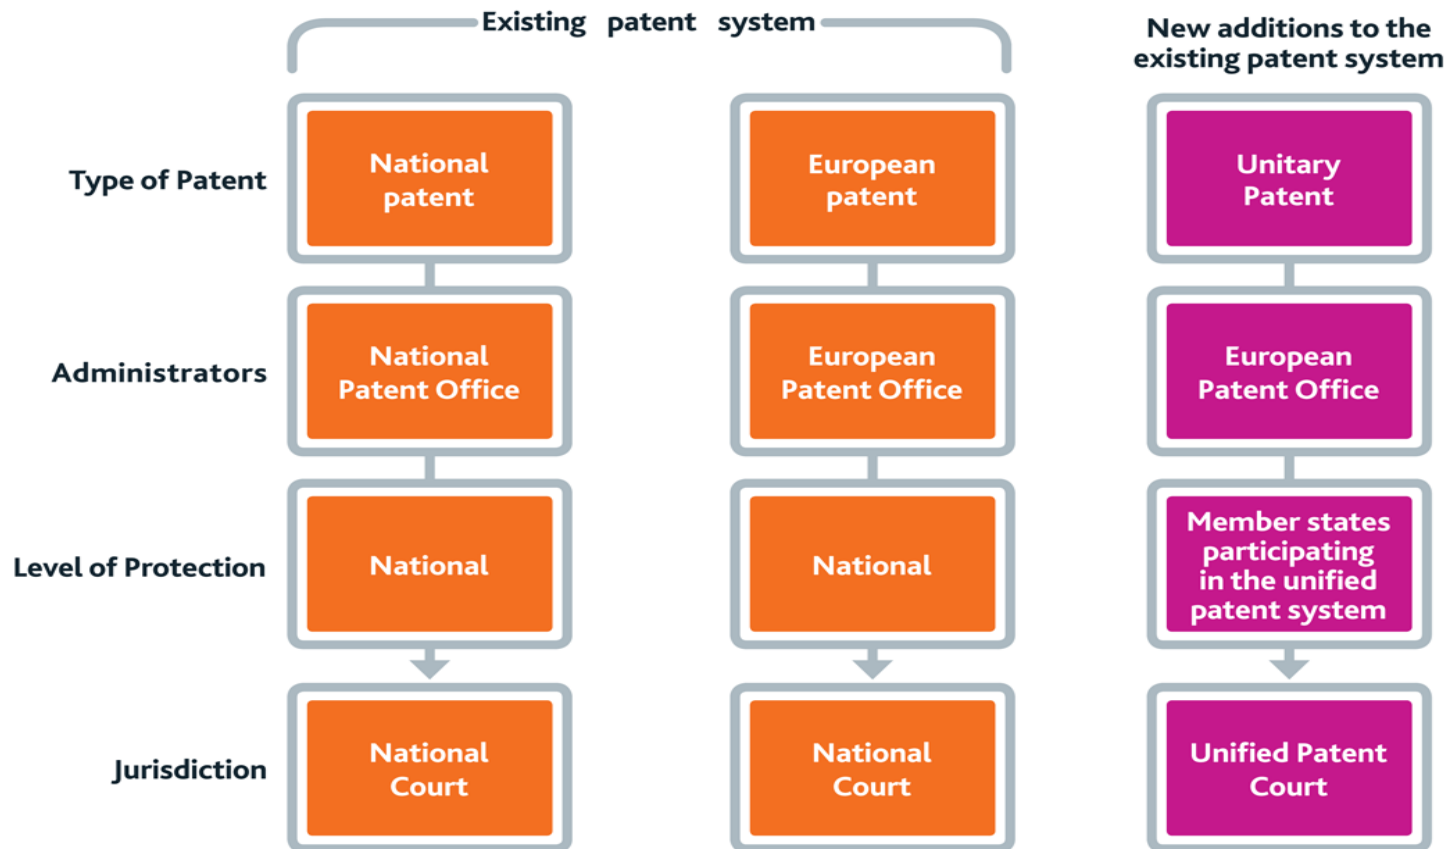 Existing patent system
New additions to the
existing patent system
Type of Patent
National
patent
European
patent
Unitary
Patent
Administrators
National
Patent Office
European
Patent Office
European
Patent Office
Level of Protection
National
National
Member states
participating
in the unified
patent system
Jurisdiction
National
Court
National
Court
Unified Patent
Court